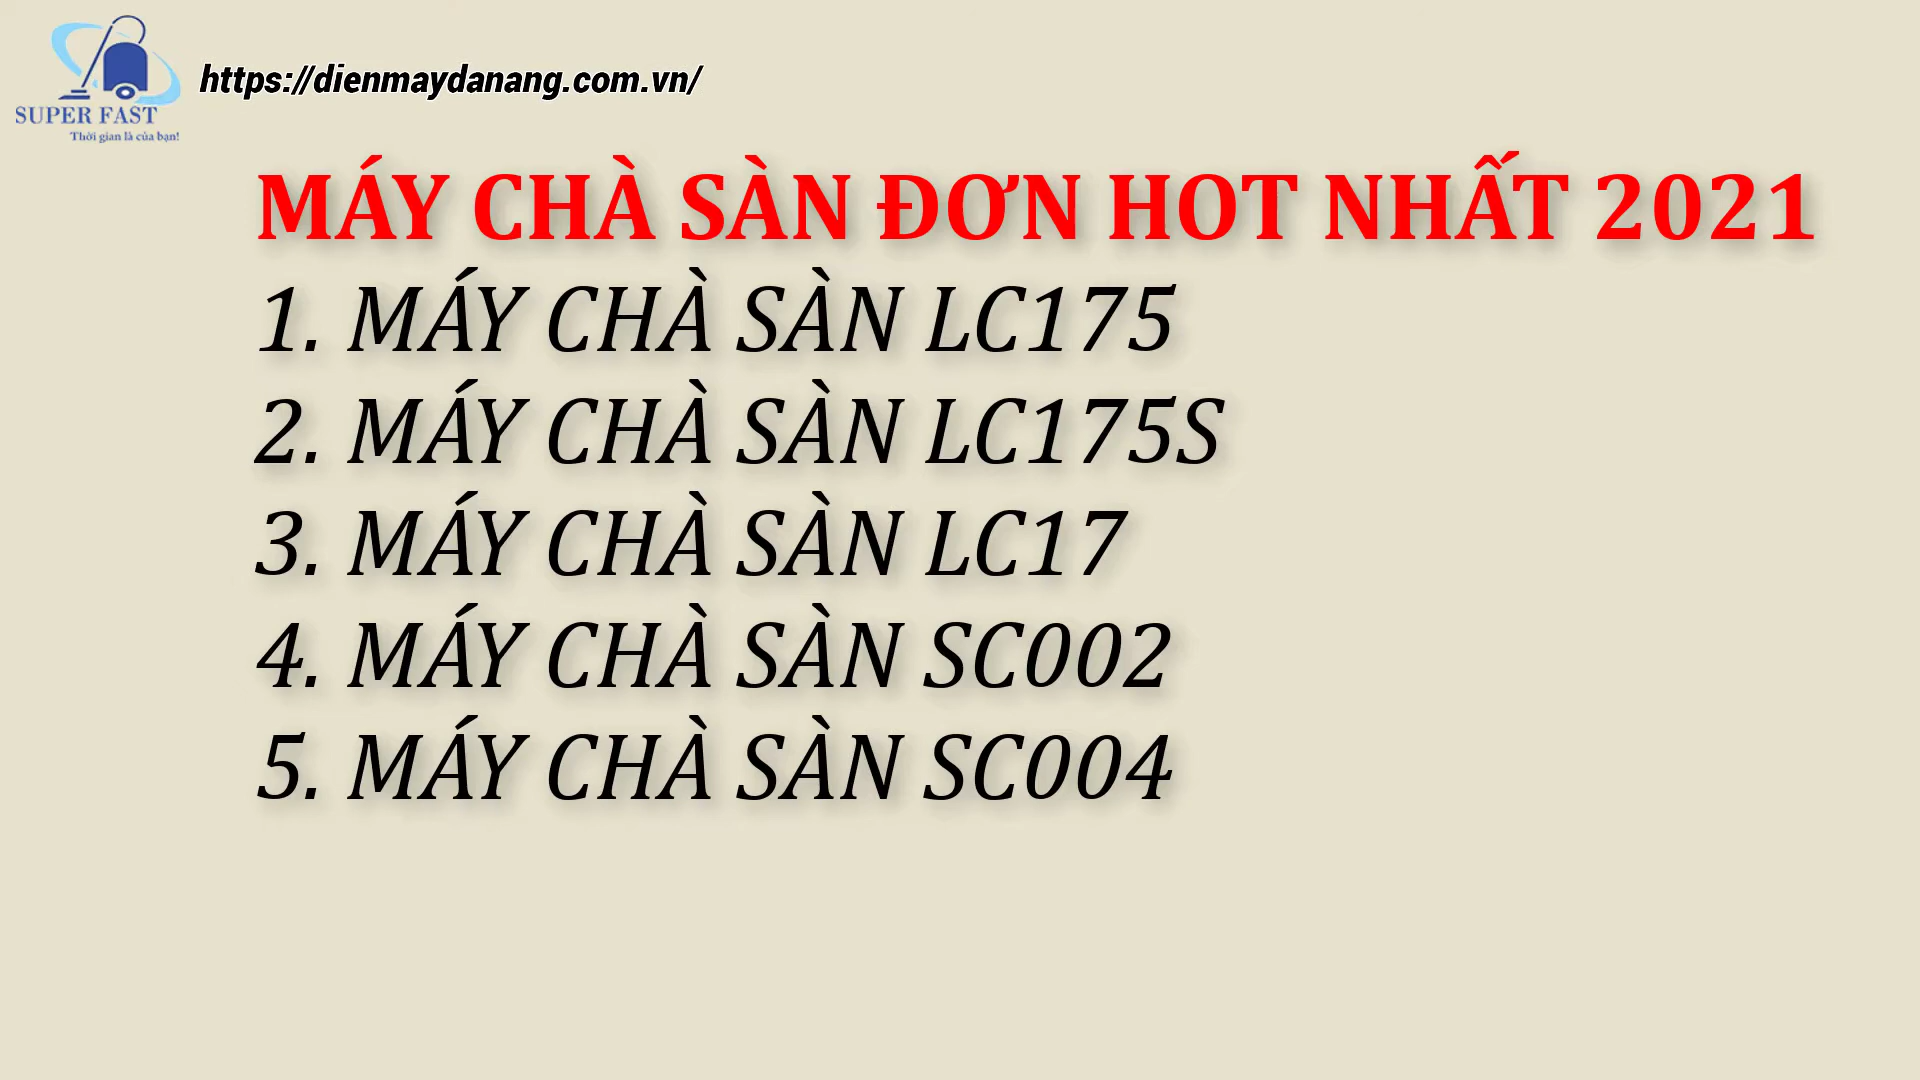 SUPER FAST
Thời gian là của bạn!
https://dienmaydanang.com.vn/
MÁY CHÀ SÀN ĐƠN HOT NHẤT 2021
1. MÁY CHÀ SÀN LC175
2. MÁY CHÀ SÀN LC175S
3. MÁY CHÀ SÀN LC17
4. MÁY CHÀ SÀN SC002
5. MÁY CHÀ SÀN SC004